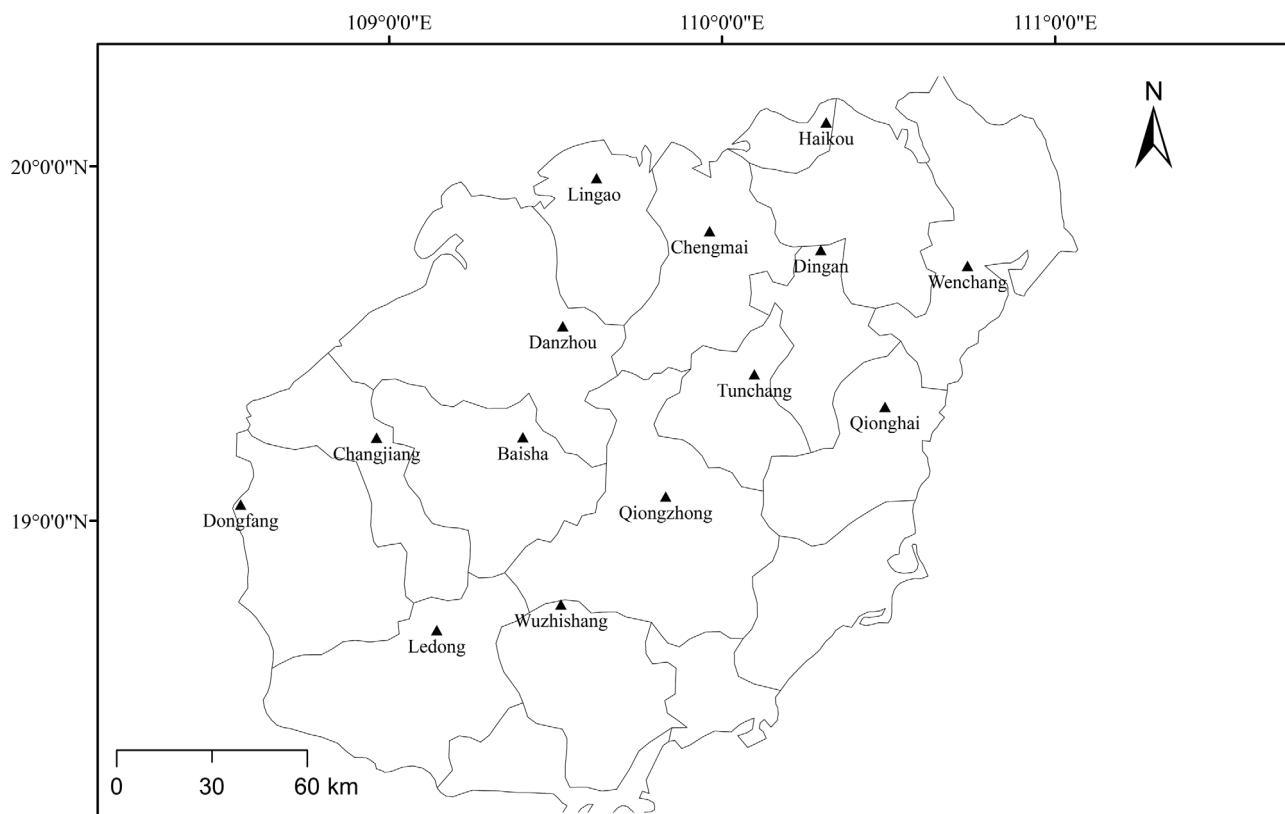 109°0'0"E 110°0'0"E 111°0'0"E
N
Haikou
20°0'0"N
Lingao
Chengmai
Dingan
Wenchang
Danzhou
Tunchang
Qionghai
Changjiang
Baisha
Qiongzhong
19°0'0"N
Dongfang
Wuzhishang
Ledong
0 30 60 km